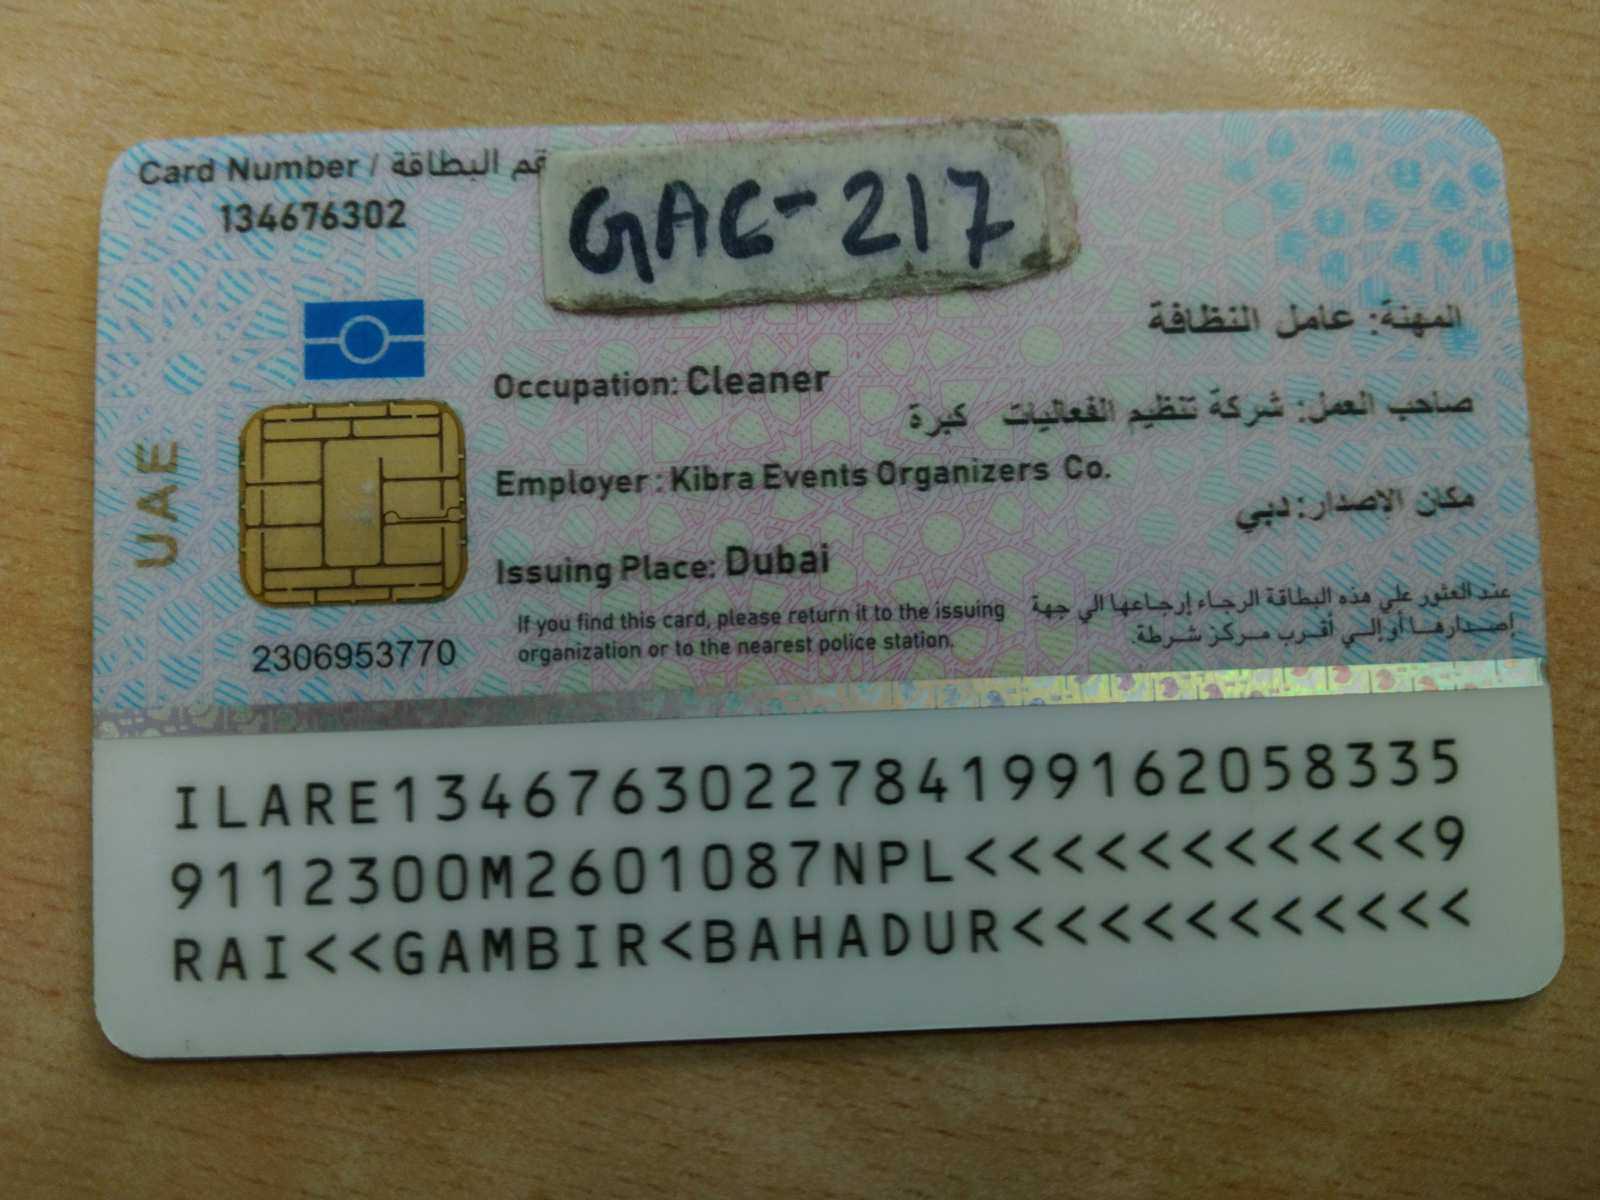 Card Number / قم البطاقة
134676302
GAE-217
المهنة: عامل النظافة
Occupation: Cleaner
صاحب العمل: شركة تنظيم الفعاليات كبرة
Employer: Kibra Events Organizers Co.
مكان الاصدار: دبي
Issuing Place: Dubai
UAE
If you find this card, please return it to the issuing
organization or to the nearest police station.
عند العثور علي هذه البطاقة الرجاء إرجاعها الي جهة
إصدارها أو إلي أقرب مركز شرطة.
2306953770
ILARE1346763022784199162058335
9112300M2601087NPL<<<<<<<<<<<9
RAI<<GAMBIR<BAHADUR<<<<<<<<<<<